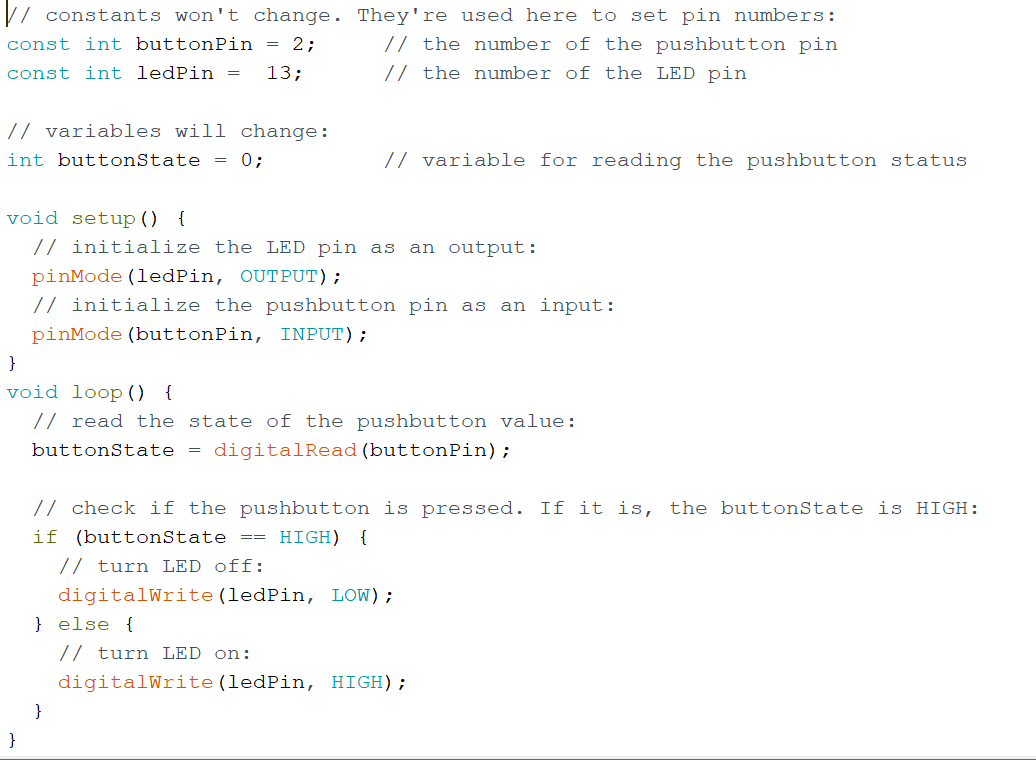 // constants won't change. They're used here to set pin numbers:
const int buttonPin = 2;     // the number of the pushbutton pin
const int ledPin =  13;      // the number of the LED pin

// variables will change:
int buttonState = 0;         // variable for reading the pushbutton status

void setup() {
  // initialize the LED pin as an output:
  pinMode(ledPin, OUTPUT);
  // initialize the pushbutton pin as an input:
  pinMode(buttonPin, INPUT);
}
void loop() {
  // read the state of the pushbutton value:
  buttonState = digitalRead(buttonPin);

  // check if the pushbutton is pressed. If it is, the buttonState is HIGH:
  if (buttonState == HIGH) {
    // turn LED off:
    digitalWrite(ledPin, LOW);
  } else {
    // turn LED on:
    digitalWrite(ledPin, HIGH);
  }
}